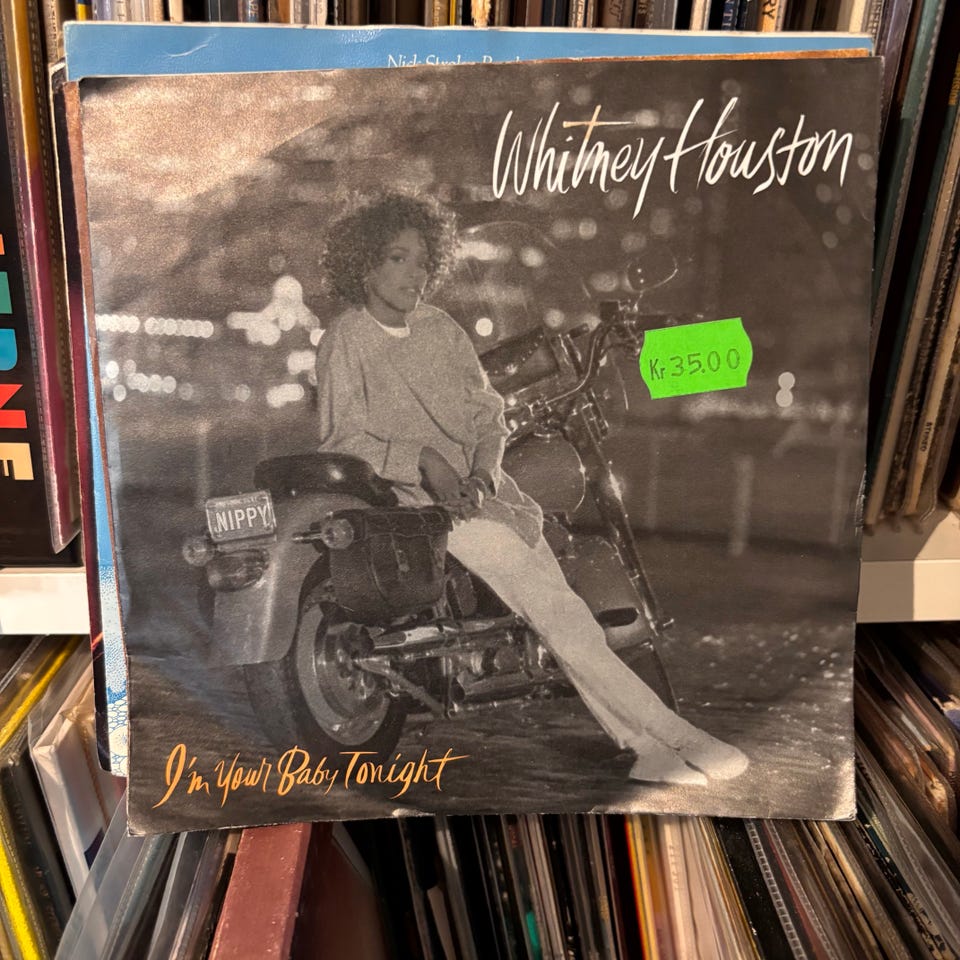 Whitney Houston
Kr 35.00
NIPPY
I'm Your Baby Tonight